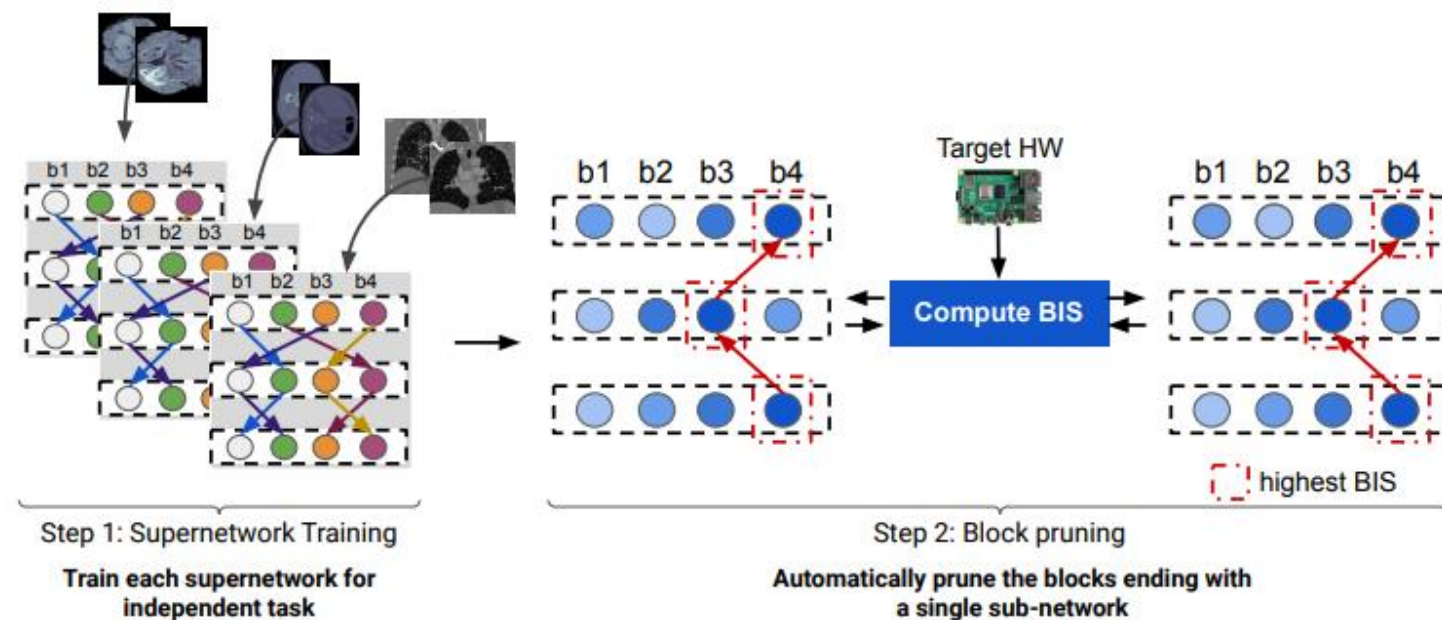 b1 b2 b3 b4
b1 b2 b3 b4
b1 b2 b3 b4
Step 1: Supernetwork Training
Train each supernetwork for
independent task
b1 b2 b3 b4
Target HW
Compute BIS
b1 b2 b3 b4
highest BIS
Step 2: Block pruning
Automatically prune the blocks ending with
a single sub-network